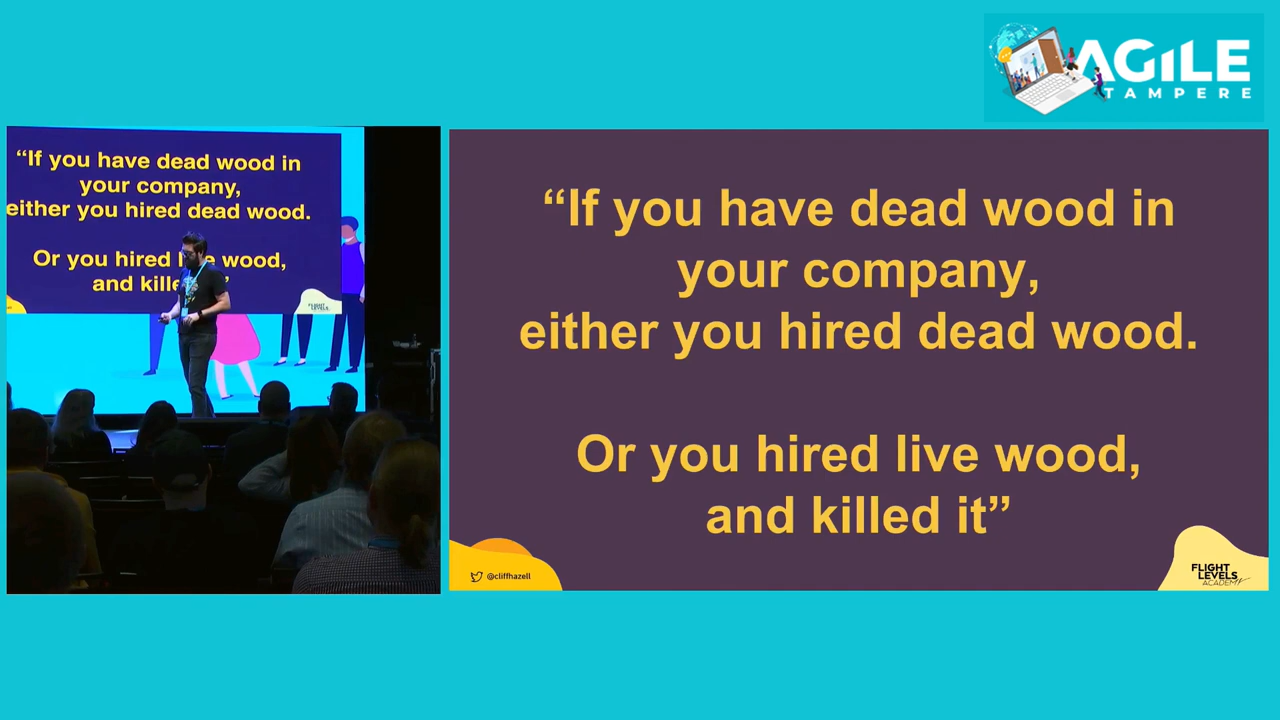 AGILE
TAMPERE
“If you have dead wood in
your company,
either you hired dead wood.
Or you hired
wood,
and
FLIGHT
LEVELS
“If you have dead wood in
your company,
either you hired dead wood.
Or you hired live wood,
and killed it”
@cliffhazell
FLIGHT
LEVELS
ACADEMY